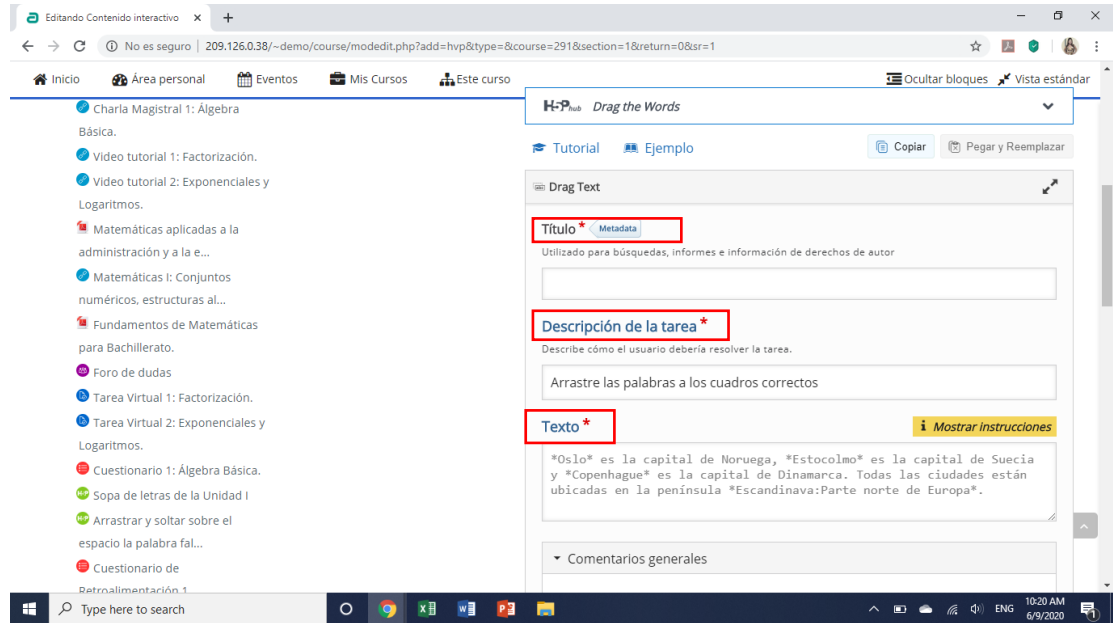 Editando Contenido interactivo
No es seguro | 209.126.0.38/~demo/course/modedit.php?add=hvp&type=&course=291&section=1&return=0&sr=1
Inicio Área personal Eventos Mis Cursos Este curso Ocultar bloques Vista estándar
Charla Magistral 1: Álgebra
Básica.
Video tutorial 1: Factorización.
Video tutorial 2: Exponenciales y
Logaritmos.
Matemáticas aplicadas a la
administración y a la e...
Matemáticas I: Conjuntos
numéricos, estructuras al...
Fundamentos de Matemáticas
para Bachillerato.
Foro de dudas
Tarea Virtual 1: Factorización.
Tarea Virtual 2: Exponenciales y
Logaritmos.
Cuestionario 1: Álgebra Básica.
Sopa de letras de la Unidad I
Arrastrar y soltar sobre el
espacio la palabra fal...
Cuestionario de
Retroalimentación 1
H5P hub Drag the Words
Tutorial Ejemplo Copiar Pegar y Reemplazar
Drag Text
Título * Metadata
Utilizado para búsquedas, informes e información de derechos de autor
Descripción de la tarea *
Describe cómo el usuario debería resolver la tarea.
Arrastre las palabras a los cuadros correctos
Texto * Mostrar instrucciones
*Oslo* es la capital de Noruega, *Estocolmo* es la capital de Suecia
y *Copenhague* es la capital de Dinamarca. Todas las ciudades están
ubicadas en la península *Escandinava:Parte norte de Europa*.
Comentarios generales
Type here to search
ENG
10:20 AM
6/9/2020